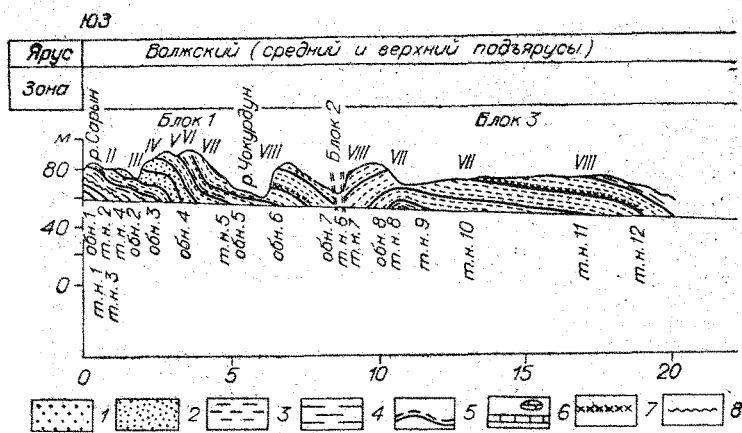 ЮЗ
Ярус Волжский (средний и верхний подъярусы)
Зона
р. Сарын Блок 1 р. Чокурдун. Блок 2 Блок 3
м II III IV V VI VII VIII VIII VII VII VIII
80
40
0
обн.1 т.н.2 т.н.4 обн.2 обн.3 обн.4 т.н.5 обн.5 обн.6 обн.7 т.н.6 т.н.7 обн.8 т.н.8 т.н.9 т.н.10 т.н.11 т.н.12
т.н.1 т.н.3
0 5 10 15 20
1 2 3 4 5 6 7 8